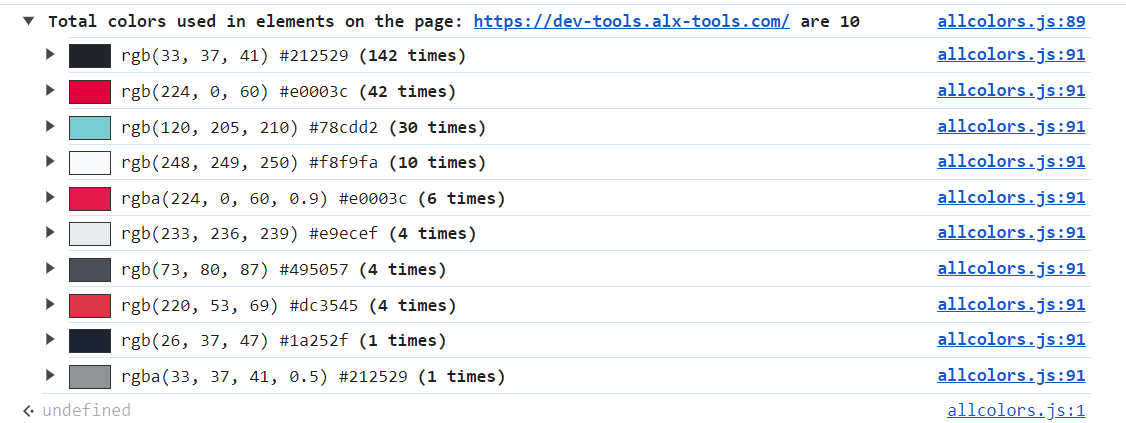 Total colors used in elements on the page: https://dev-tools.alx-tools.com/ are 10 allcolors.js:89
rgb(33, 37, 41) #212529 (142 times) allcolors.js:91
rgb(224, 0, 60) #e0003c (42 times) allcolors.js:91
rgb(120, 205, 210) #78cdd2 (30 times) allcolors.js:91
rgb(248, 249, 250) #f8f9fa (10 times) allcolors.js:91
rgba(224, 0, 60, 0.9) #e0003c (6 times) allcolors.js:91
rgb(233, 236, 239) #e9ecef (4 times) allcolors.js:91
rgb(73, 80, 87) #495057 (4 times) allcolors.js:91
rgb(220, 53, 69) #dc3545 (4 times) allcolors.js:91
rgb(26, 37, 47) #1a252f (1 times) allcolors.js:91
rgba(33, 37, 41, 0.5) #212529 (1 times) allcolors.js:91
undefined allcolors.js:1